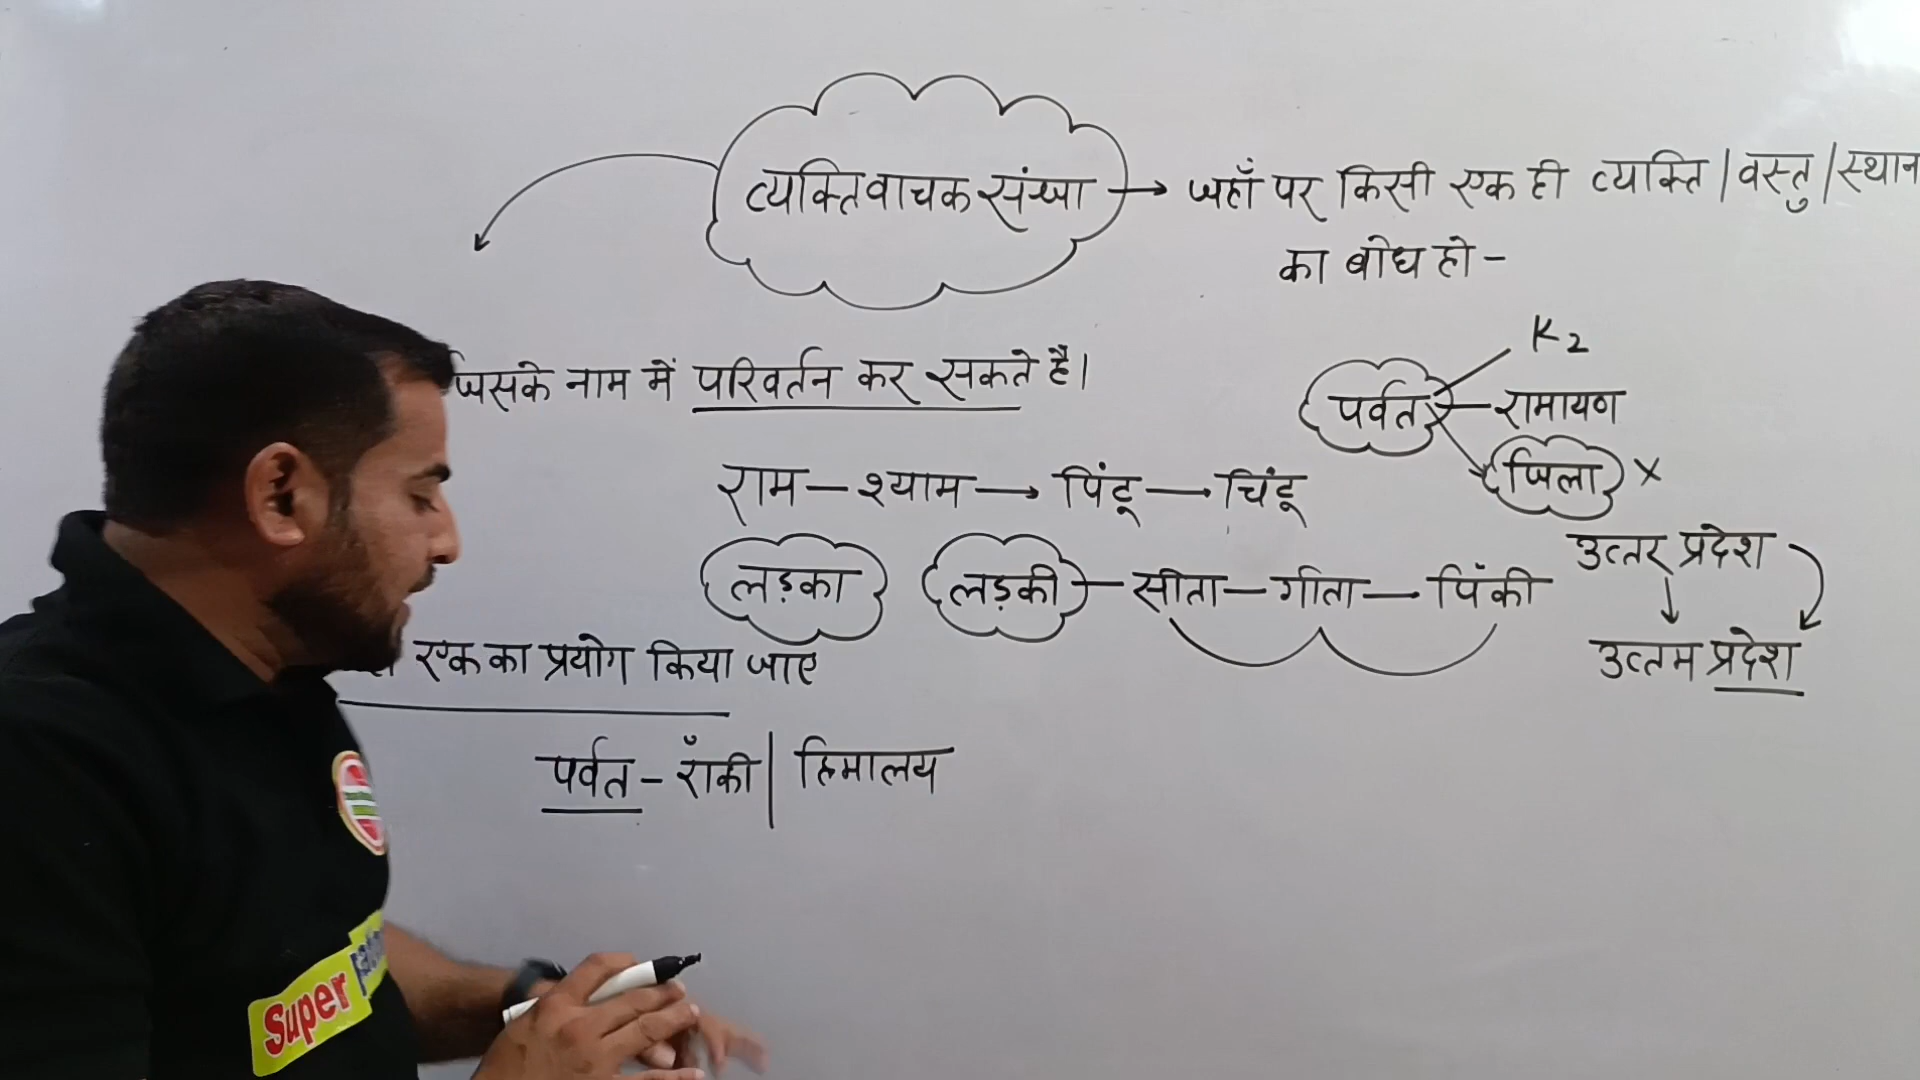 व्यक्तिवाचक संज्ञा → जहाँ पर किसी एक ही व्यक्ति | वस्तु | स्थान
का बोध हो -
जिसके नाम में परिवर्तन कर सकते है।
K2
पर्वत - रामायण
जिला x
राम - श्याम → पिंटू → चिंटू
उत्तर प्रदेश
लड़का लड़की - सीता - गीता - पिंकी
उत्तम प्रदेश
एक का प्रयोग किया जाए
पर्वत - रॉकी | हिमालय
Super